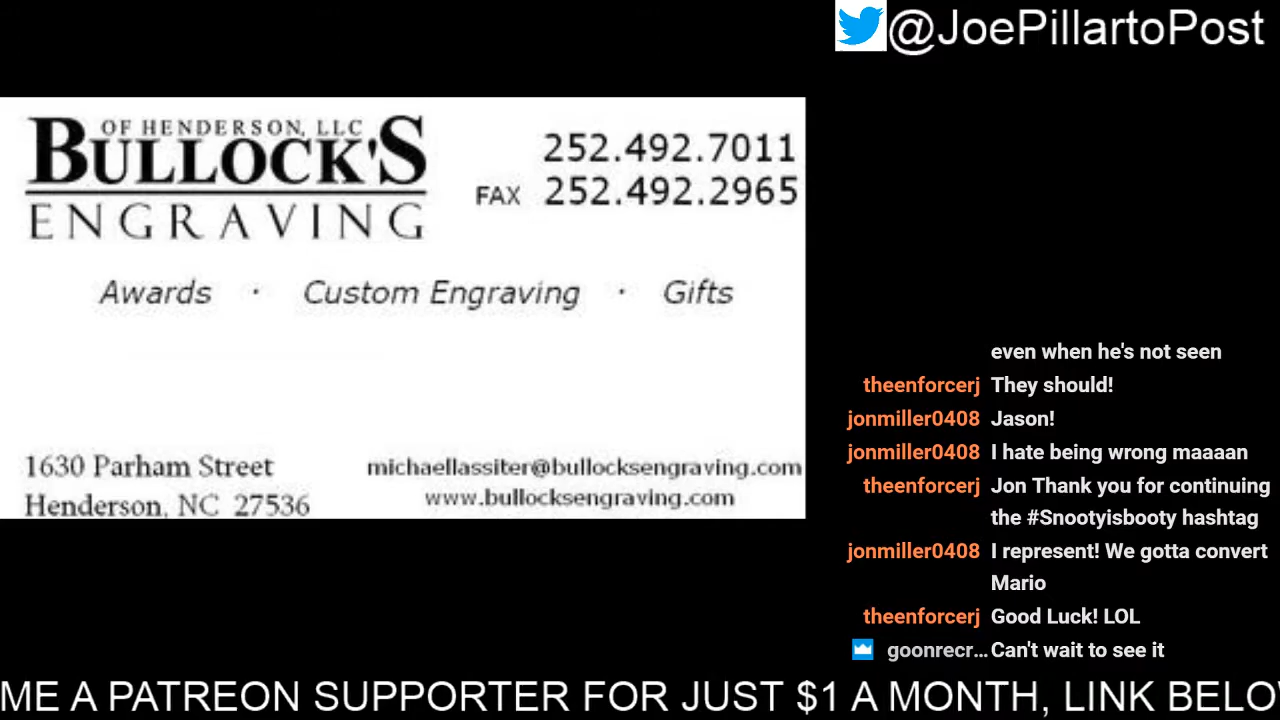 @JoePillartoPost
OF HENDERSON, LLC
BULLOCK'S
ENGRAVING
252.492.7011
FAX 252.492.2965
Awards · Custom Engraving · Gifts
1630 Parham Street
Henderson, NC 27536
michaellassiter@bullocksengraving.com
www.bullocksengraving.com
even when he's not seen
theenforcerj They should!
jonmiller0408 Jason!
jonmiller0408 I hate being wrong maaaan
theenforcerj Jon Thank you for continuing
the #Snootyisbooty hashtag
jonmiller0408 I represent! We gotta convert
Mario
theenforcerj Good Luck! LOL
goonrecr… Can't wait to see it
ME A PATREON SUPPORTER FOR JUST $1 A MONTH, LINK BELO